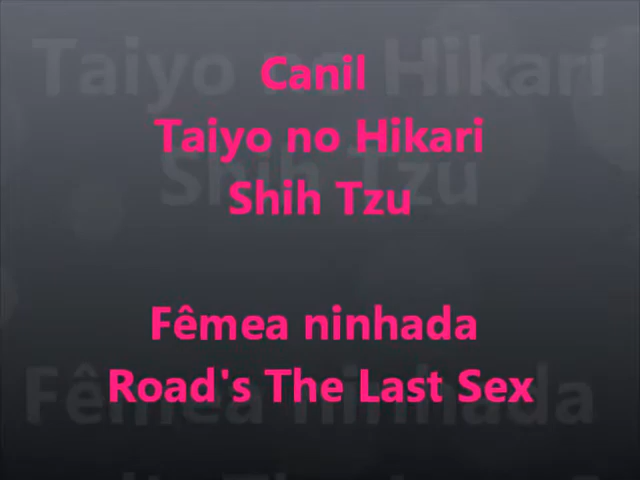 Canil
Taiyo no Hikari
Shih Tzu
Fêmea ninhada
Road's The Last Sex